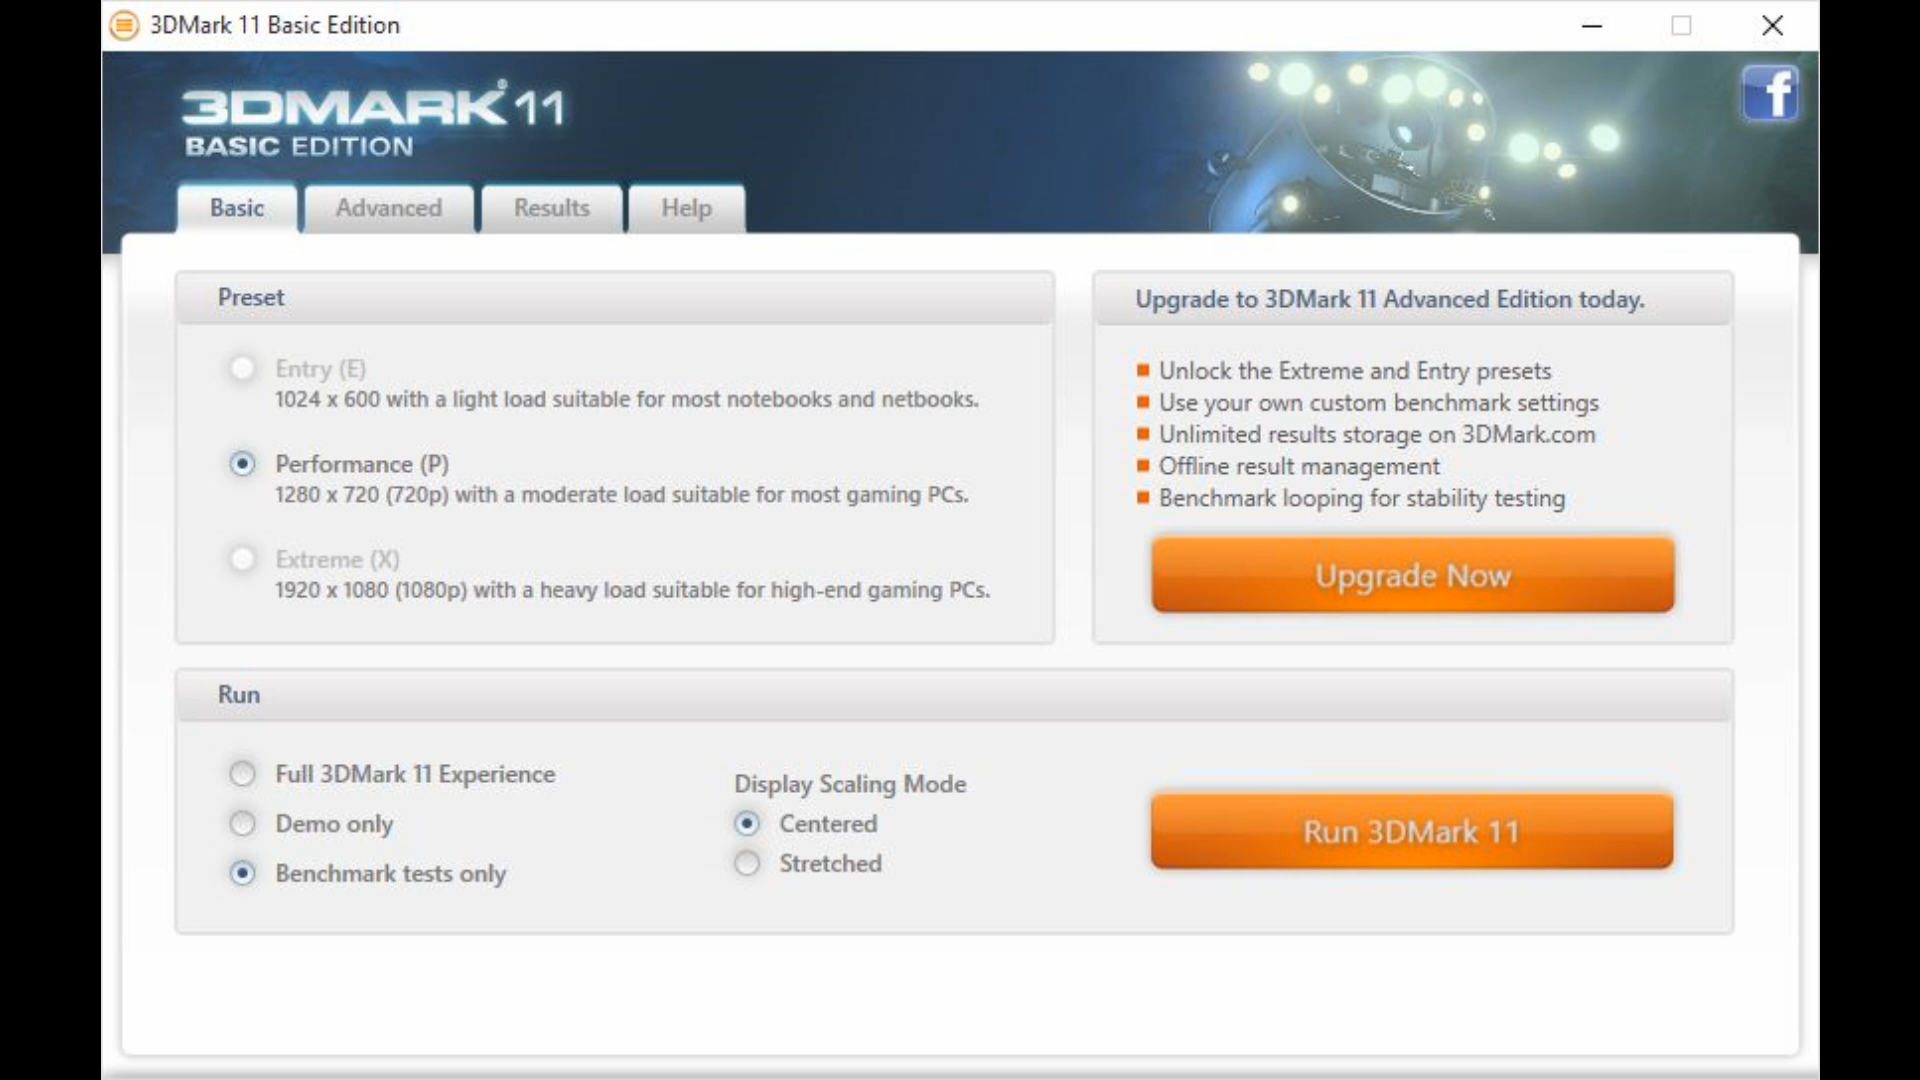 3DMark 11 Basic Edition
3DMARK® 11
BASIC EDITION
f
Basic
Advanced
Results
Help
Preset
Entry (E)
1024 x 600 with a light load suitable for most notebooks and netbooks.
Performance (P)
1280 x 720 (720p) with a moderate load suitable for most gaming PCs.
Extreme (X)
1920 x 1080 (1080p) with a heavy load suitable for high-end gaming PCs.
Upgrade to 3DMark 11 Advanced Edition today.
Unlock the Extreme and Entry presets
Use your own custom benchmark settings
Unlimited results storage on 3DMark.com
Offline result management
Benchmark looping for stability testing
Upgrade Now
Run
Full 3DMark 11 Experience
Demo only
Benchmark tests only
Display Scaling Mode
Centered
Stretched
Run 3DMark 11